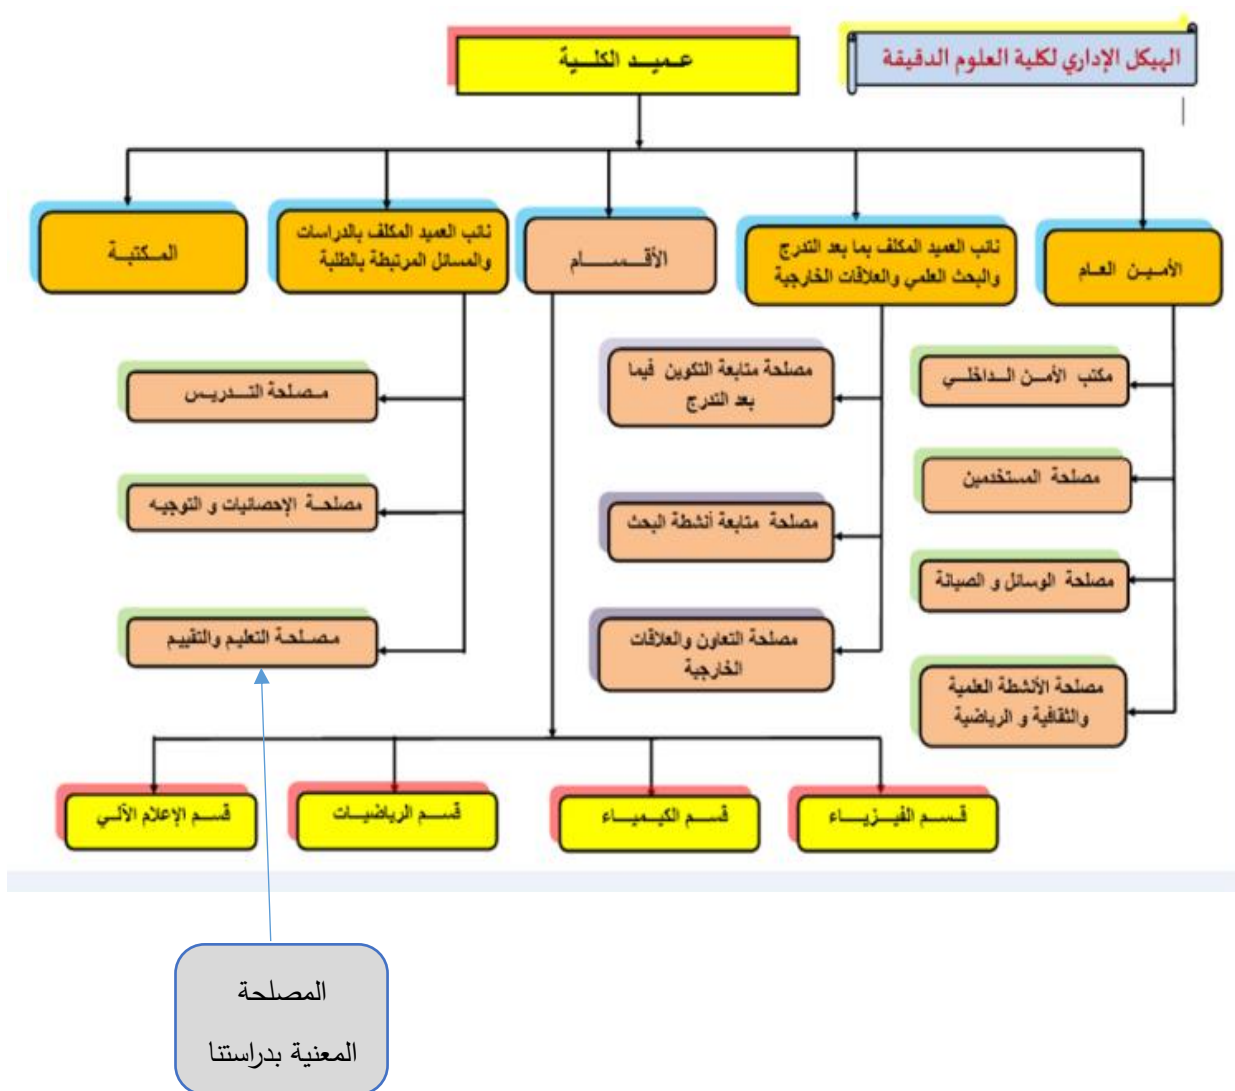 الهيكل الإداري لكلية العلوم الدقيقة
عميد الكلية
الأمين العام
نائب العميد المكلف بما بعد التدرج
والبحث العلمي والعلاقات الخارجية
الأقسام
نائب العميد المكلف بالدراسات
والمسائل المرتبطة بالطلبة
المكتبة
مكتب الأمن الداخلي
مصلحة المستخدمين
مصلحة الوسائل و الصيانة
مصلحة الأنشطة العلمية
والثقافية و الرياضية
مصلحة متابعة التكوين فيما
بعد التدرج
مصلحة متابعة أنشطة البحث
مصلحة التعاون والعلاقات
الخارجية
مصلحة التدريس
مصلحة الإحصائيات و التوجيه
مصلحة التعليم والتقييم
قسم الفيزياء
قسم الكيمياء
قسم الرياضيات
قسم الإعلام الآلي
المصلحة
المعنية بدراستنا